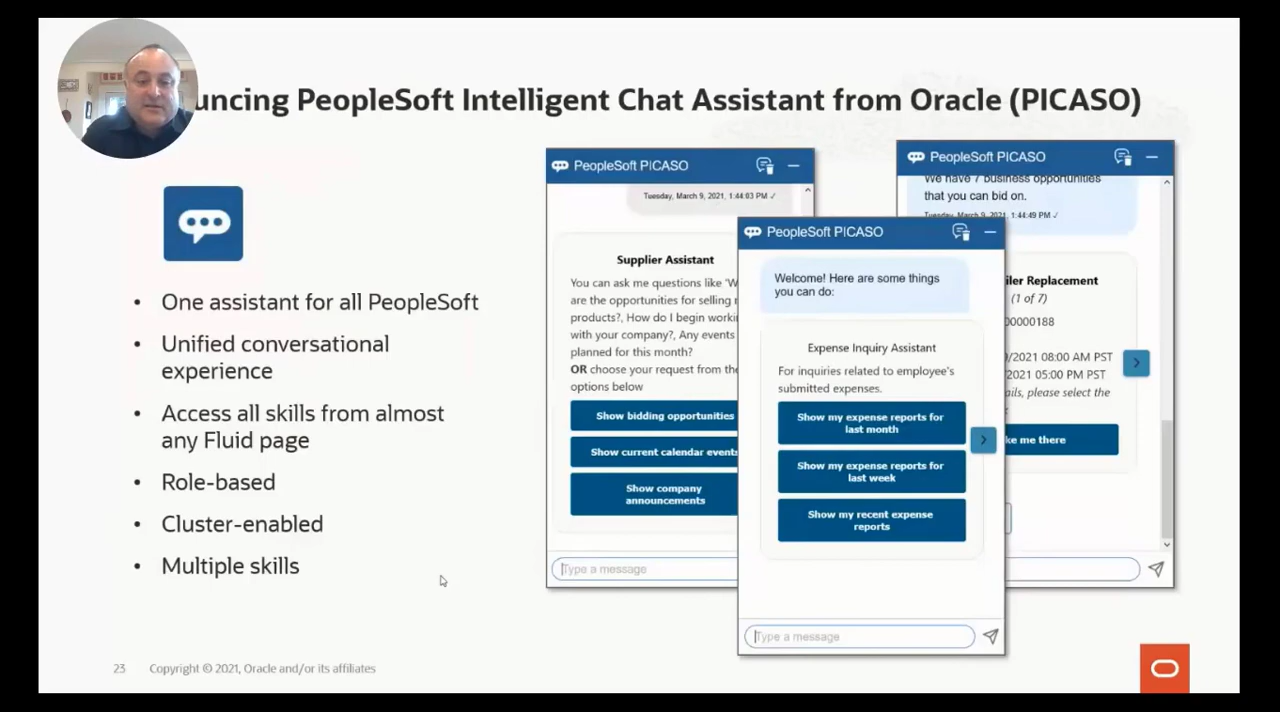 uncing PeopleSoft Intelligent Chat Assistant from Oracle (PICASO)
• One assistant for all PeopleSoft
• Unified conversational
experience
• Access all skills from almost
any Fluid page
• Role-based
• Cluster-enabled
• Multiple skills
PeopleSoft PICASO
Tuesday, March 9, 2021, 1:44:03 PM ✓
Supplier Assistant
You can ask me questions like 'W
are the opportunities for selling
products?, How do I begin worki
with your company?, Any events
planned for this month?
OR choose your request from the
options below
Show bidding opportunities
Show current calendar events
Show company
announcements
Type a message
PeopleSoft PICASO
Welcome! Here are some things
you can do:
Expense Inquiry Assistant
For inquiries related to employee's
submitted expenses.
Show my expense reports for
last month
Show my expense reports for
last week
Show my recent expense
reports
Type a message
PeopleSoft PICASO
We have 7 business opportunities
that you can bid on.
Tuesday, March 9, 2021, 1:44:49 PM ✓
iler Replacement
(1 of 7)
00000188
/2021 08:00 AM PST
/2021 05:00 PM PST
ails, please select the
ke me there
23 Copyright © 2021, Oracle and/or its affiliates